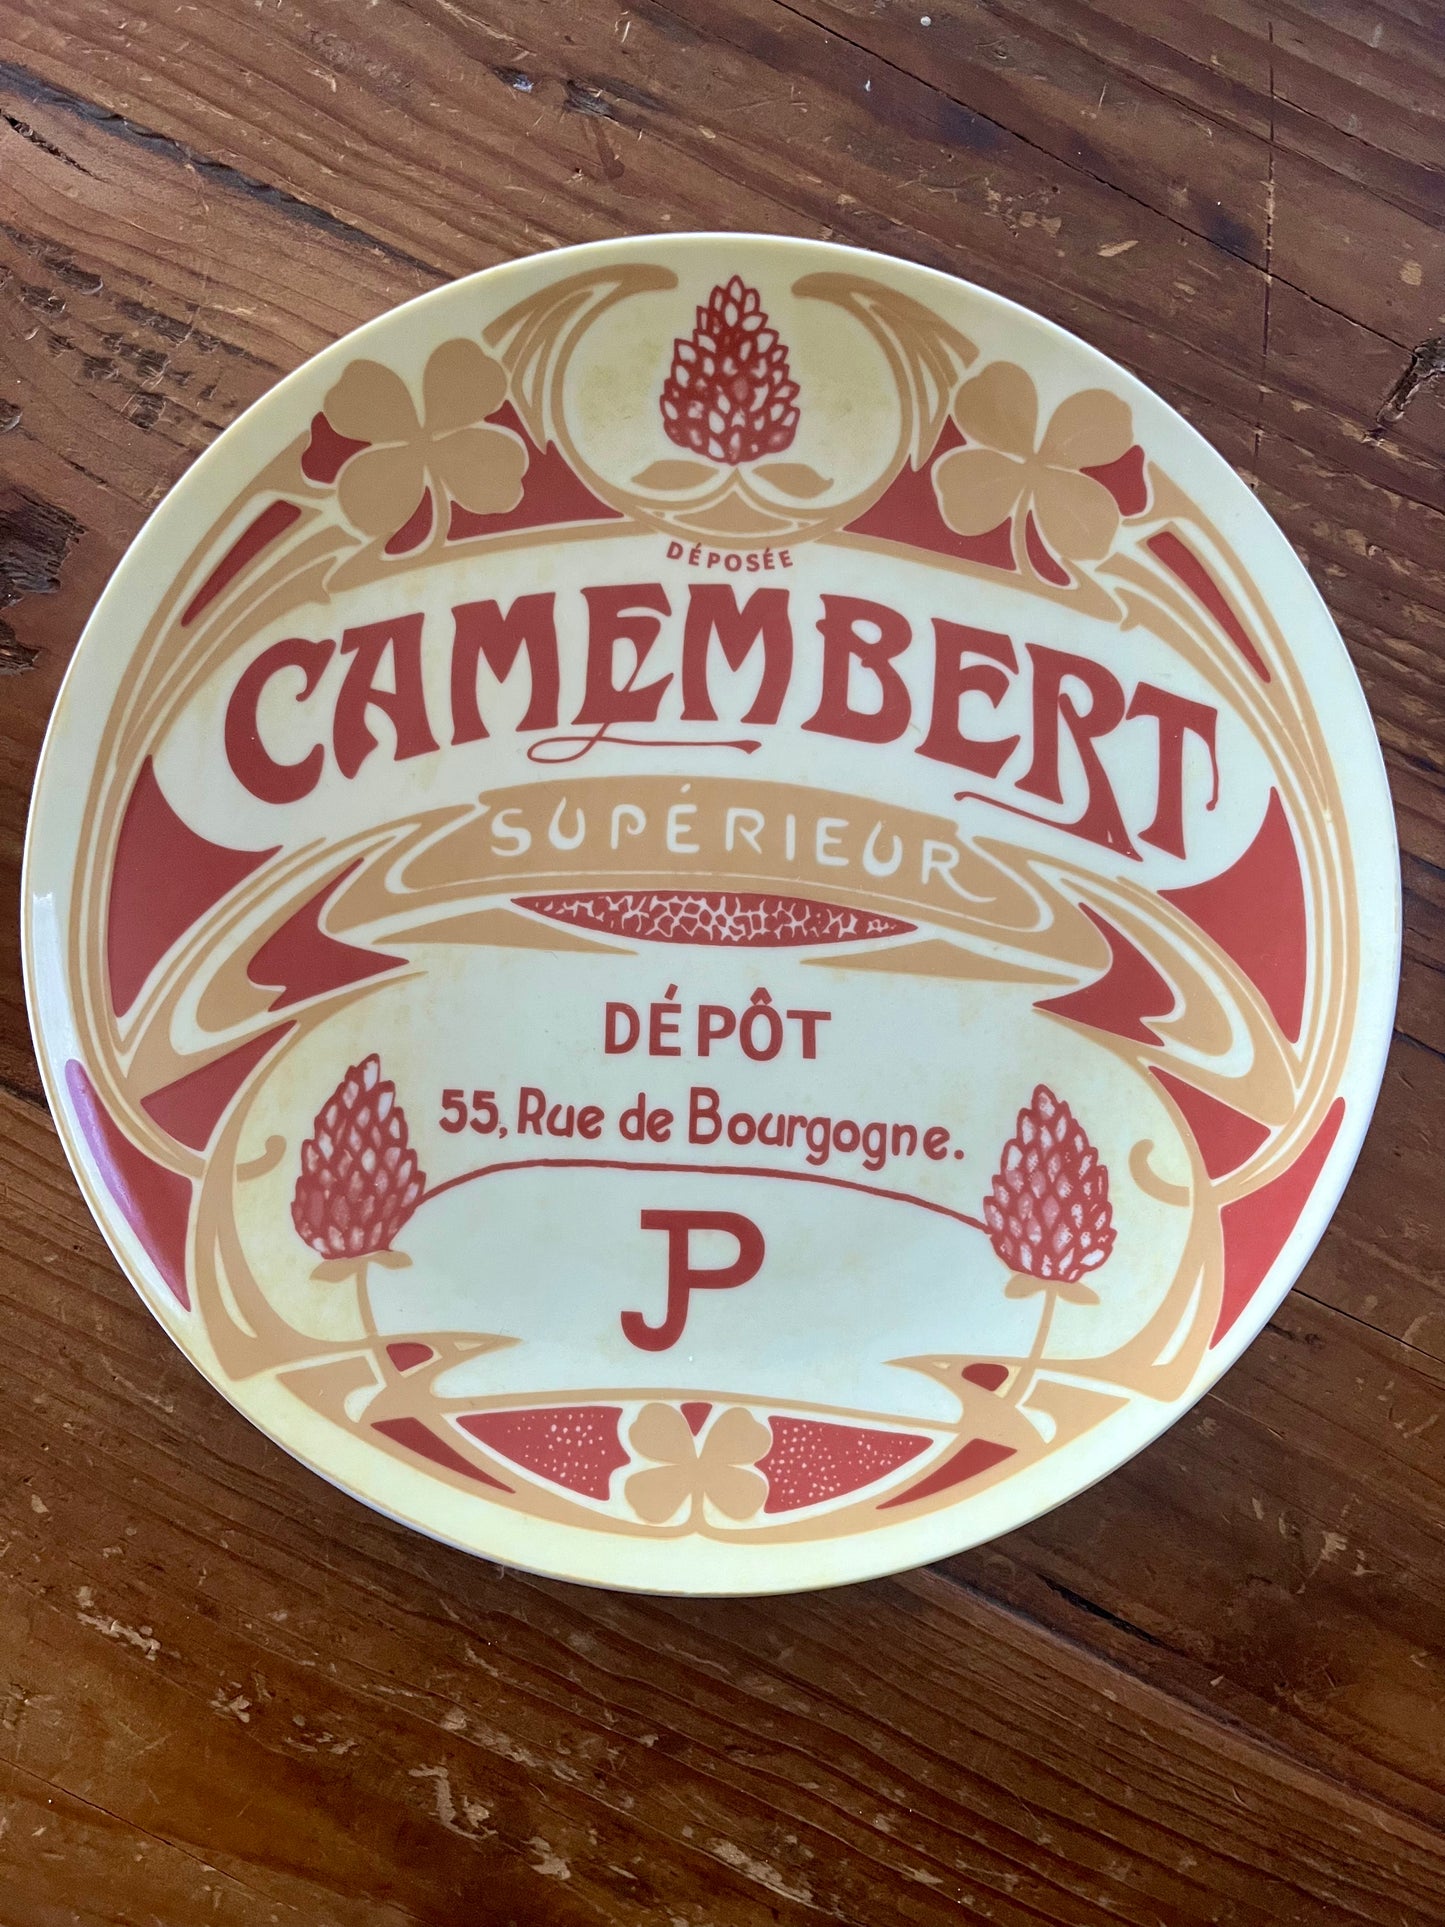 DÉPOSÉE
CAMEMBERT
SUPÉRIEUR
DÉPÔT
55, Rue de Bourgogne.
JP